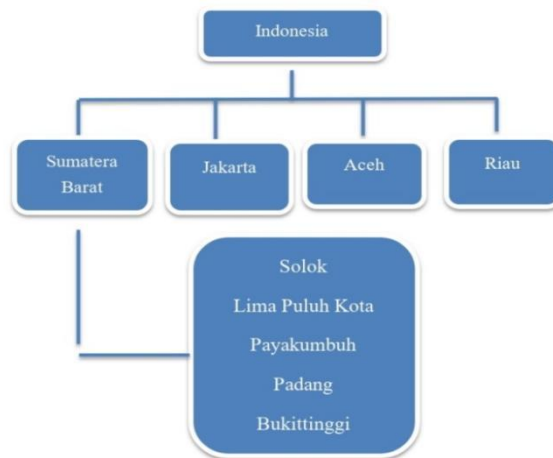 Indonesia
Sumatera
Barat
Jakarta
Aceh
Riau
Solok
Lima Puluh Kota
Payakumbuh
Padang
Bukittinggi